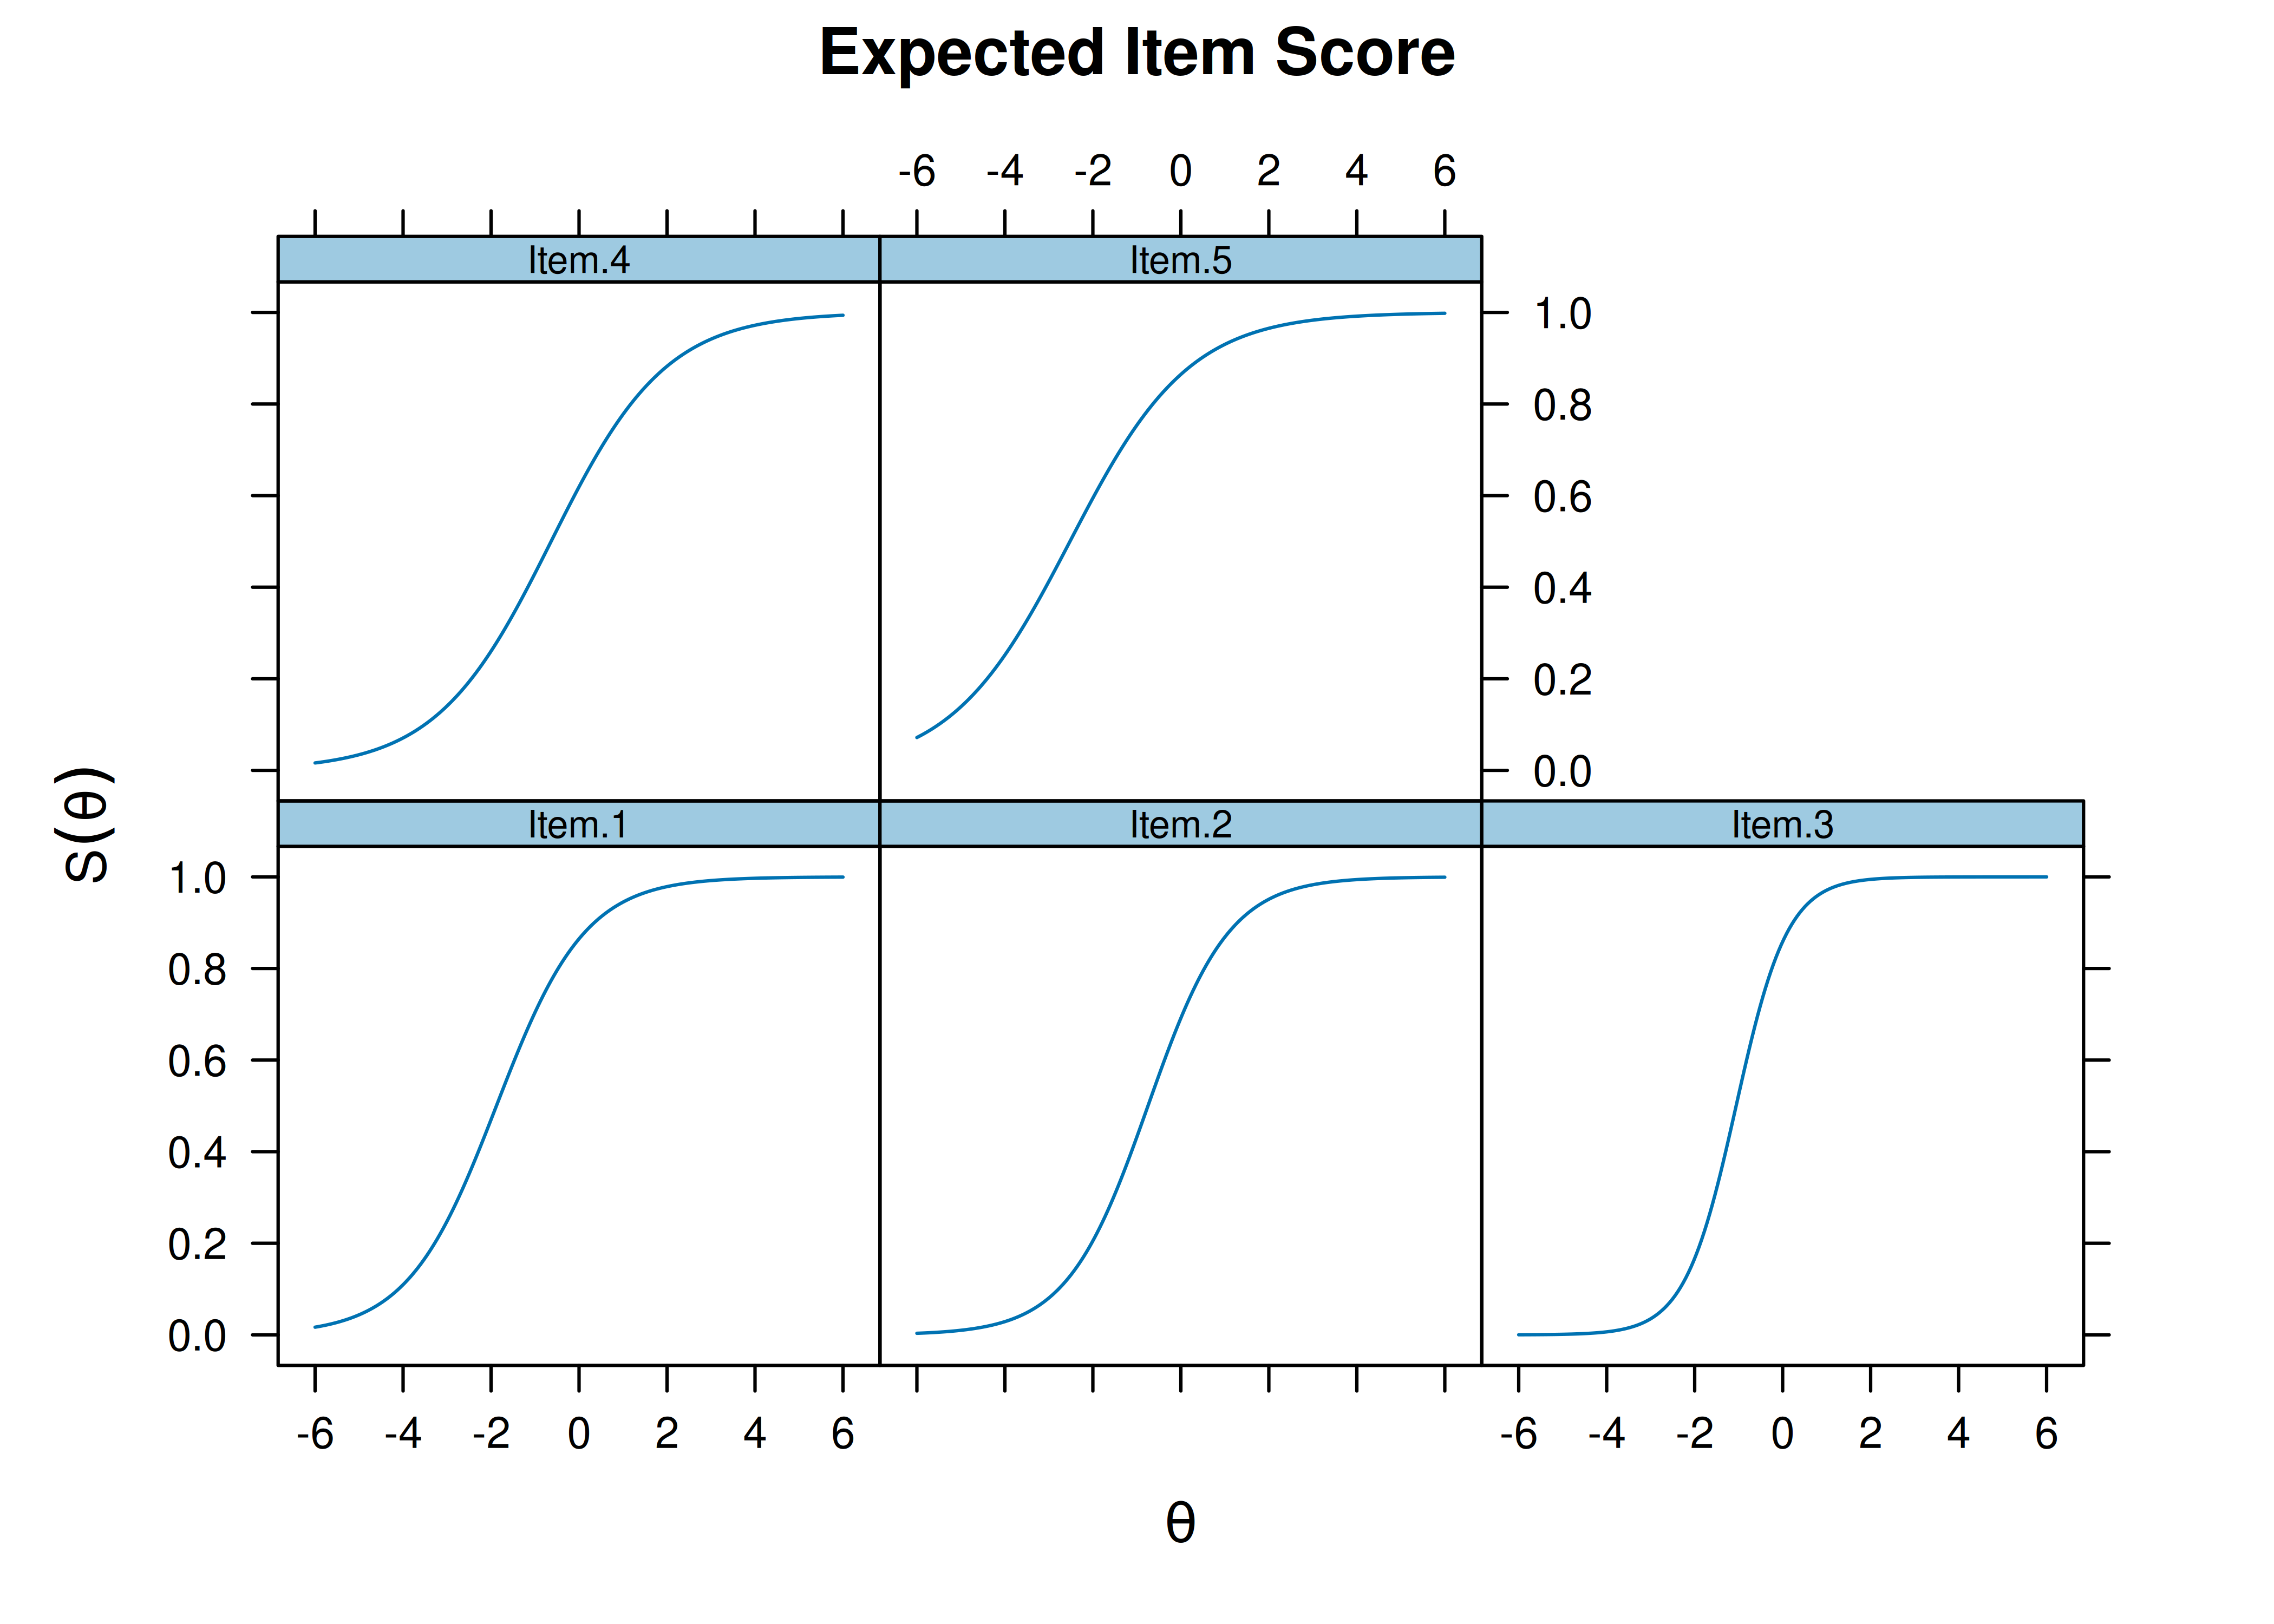 Expected Item Score
-6 -4 -2 0 2 4 6
Item.4 Item.5
1.0
0.8
0.6
0.4
0.2
0.0
S(θ)
Item.1 Item.2 Item.3
1.0
0.8
0.6
0.4
0.2
0.0
-6 -4 -2 0 2 4 6 -6 -4 -2 0 2 4 6
θ